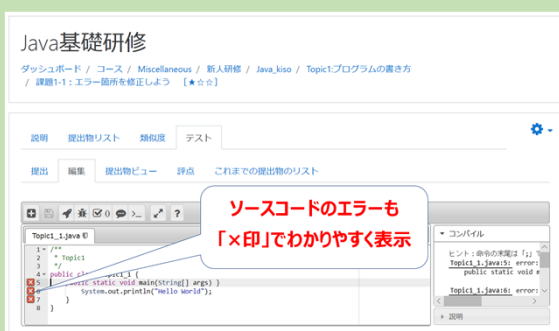 Java基礎研修
ダッシュボード / コース / Miscellaneous / 新人研修 / Java_kiso / Topic1:プログラムの書き方
/ 課題1-1：エラー箇所を修正しよう [★☆☆]
説明 提出物リスト 類似度 テスト
提出 編集 提出物ビュー 評点 これまでの提出物のリスト
ソースコードのエラーも
「×印」でわかりやすく表示
0
?
Topic1_1.java
コンパイル
1 /**
2 * Topic1
3 */
4 public cl
5 public static void main(String[] args) }
6 system.out.println("Hello World");
7 }
8 }
ヒント：命令の末尾は「;」
Topic1_1.java:5: error:
public static void m
Topic1_1.java:6: error:
説明